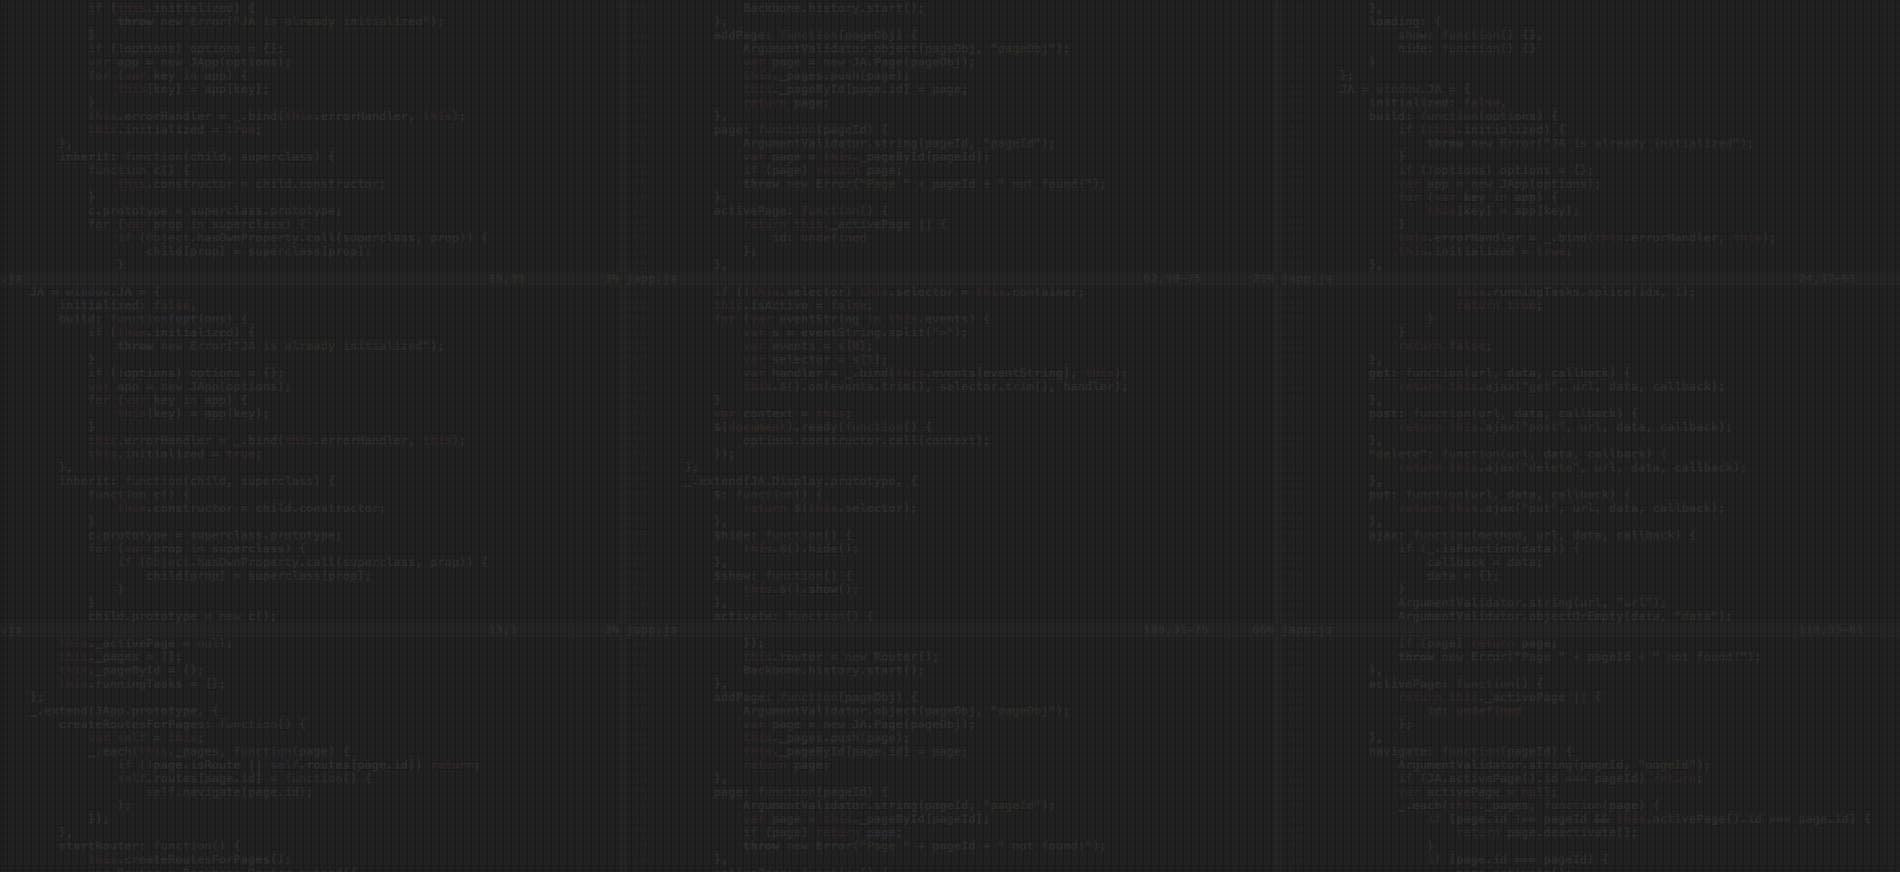 if (this.initialized) {
throw new Error("JA is already initialized");
}
if (!options) options = {};
var app = new JApp(options);
for (var key in app) {
this[key] = app[key];
}
this.errorHandler = _.bind(this.errorHandler, this);
this.initialized = true;
},
inherit: function(child, superclass) {
function c() {
this.constructor = child.constructor;
}
c.prototype = superclass.prototype;
for (var prop in superclass) {
if (Object.hasOwnProperty.call(superclass, prop)) {
child[prop] = superclass[prop];
}
Backbone.history.start();
},
addPage: function(pageObj) {
ArgumentValidator.object(pageObj, "pageObj");
var page = new JA.Page(pageObj);
this._pages.push(page);
this._pageById[page.id] = page;
return page;
},
page: function(pageId) {
ArgumentValidator.string(pageId, "pageId");
var page = this._pageById[pageId];
if (page) return page;
throw new Error("Page " + pageId + " not found!");
},
activePage: function() {
return this._activePage || {
id: undefined
};
},
},
loading: {
show: function() {},
hide: function() {}
}
};
JA = window.JA = {
initialized: false,
build: function(options) {
if (this.initialized) {
throw new Error("JA is already initialized");
}
if (!options) options = {};
var app = new JApp(options);
for (var key in app) {
this[key] = app[key];
}
this.errorHandler = _.bind(this.errorHandler, this);
this.initialized = true;
},
japp.js
japp.js
JA = window.JA = {
initialized: false,
build: function(options) {
if (this.initialized) {
throw new Error("JA is already initialized");
}
if (!options) options = {};
var app = new JApp(options);
for (var key in app) {
this[key] = app[key];
}
this.errorHandler = _.bind(this.errorHandler, this);
this.initialized = true;
},
inherit: function(child, superclass) {
function c() {
this.constructor = child.constructor;
}
c.prototype = superclass.prototype;
for (var prop in superclass) {
if (Object.hasOwnProperty.call(superclass, prop)) {
child[prop] = superclass[prop];
}
}
child.prototype = new c();
if (!this.selector) this.selector = this.container;
this.isActive = false;
for (var eventString in this.events) {
var s = eventString.split(">");
var events = s[0];
var selector = s[1];
var handler = _.bind(this.events[eventString], this);
this.$().on(events.trim(), selector.trim(), handler);
}
var context = this;
$(document).ready(function() {
options.constructor.call(context);
});
};
_.extend(JA.Display.prototype, {
$: function() {
return $(this.selector);
},
$hide: function() {
this.$().hide();
},
$show: function() {
this.$().show();
},
activate: function() {
this.runningTasks.splice(idx, 1);
return true;
}
}
return false;
},
get: function(url, data, callback) {
return this.ajax("get", url, data, callback);
},
post: function(url, data, callback) {
return this.ajax("post", url, data, callback);
},
"delete": function(url, data, callback) {
return this.ajax("delete", url, data, callback);
},
put: function(url, data, callback) {
return this.ajax("put", url, data, callback);
},
ajax: function(method, url, data, callback) {
if (_.isFunction(data)) {
callback = data;
data = {};
}
ArgumentValidator.string(url, "url");
ArgumentValidator.objectOrEmpty(data, "data");
japp.js
japp.js
this._activePage = null;
this._pages = [];
this._pageById = {};
this.runningTasks = {};
};
_.extend(JApp.prototype, {
createRoutesForPages: function() {
var self = this;
_.each(this._pages, function(page) {
if (!page.isRoute || self.routes[page.id]) return;
self.routes[page.id] = function() {
self.navigate(page.id);
};
});
},
startRouter: function() {
this.createRoutesForPages();
});
this.router = new Router();
Backbone.history.start();
},
addPage: function(pageObj) {
ArgumentValidator.object(pageObj, "pageObj");
var page = new JA.Page(pageObj);
this._pages.push(page);
this._pageById[page.id] = page;
return page;
},
page: function(pageId) {
ArgumentValidator.string(pageId, "pageId");
var page = this._pageById[pageId];
if (page) return page;
throw new Error("Page " + pageId + " not found!");
},
if (page) return page;
throw new Error("Page " + pageId + " not found!");
},
activePage: function() {
return this._activePage || {
id: undefined
};
},
navigate: function(pageId) {
ArgumentValidator.string(pageId, "pageId");
if (JA.activePage().id === pageId) return;
var activePage = null;
_.each(this._pages, function(page) {
if (page.id !== pageId && this.activePage().id === page.id) {
return page.deactivate();
}
if (page.id === pageId) {